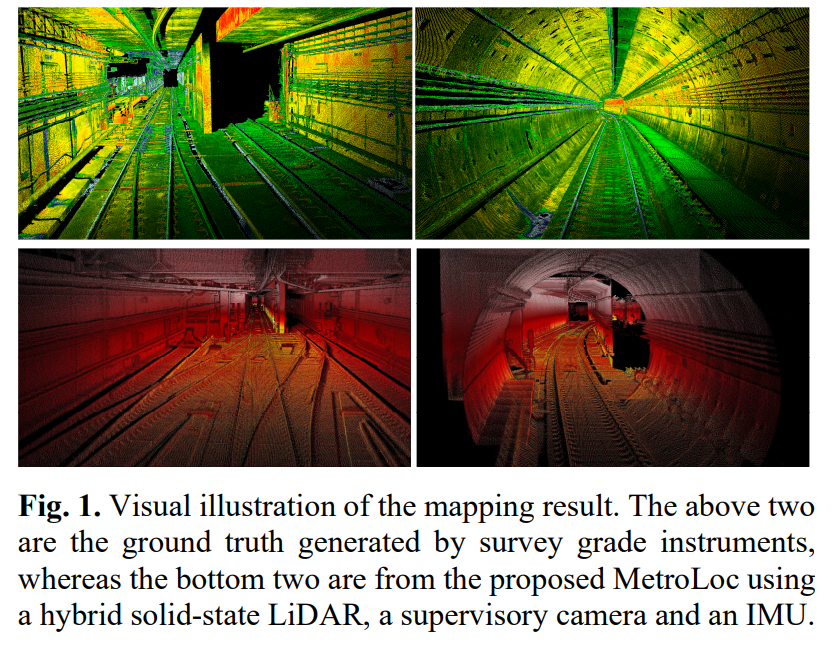 Fig. 1. Visual illustration of the mapping result. The above two
are the ground truth generated by survey grade instruments,
whereas the bottom two are from the proposed MetroLoc using
a hybrid solid-state LiDAR, a supervisory camera and an IMU.